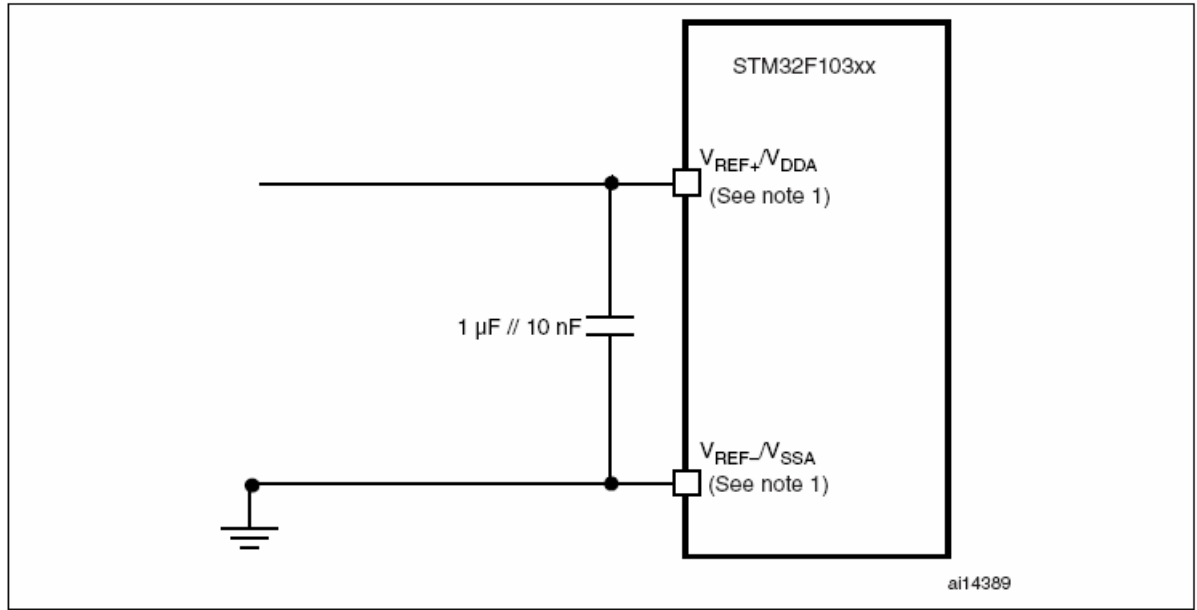 STM32F103xx
VREF+/VDDA
(See note 1)
1 µF // 10 nF
VREF–/VSSA
(See note 1)
ai14389